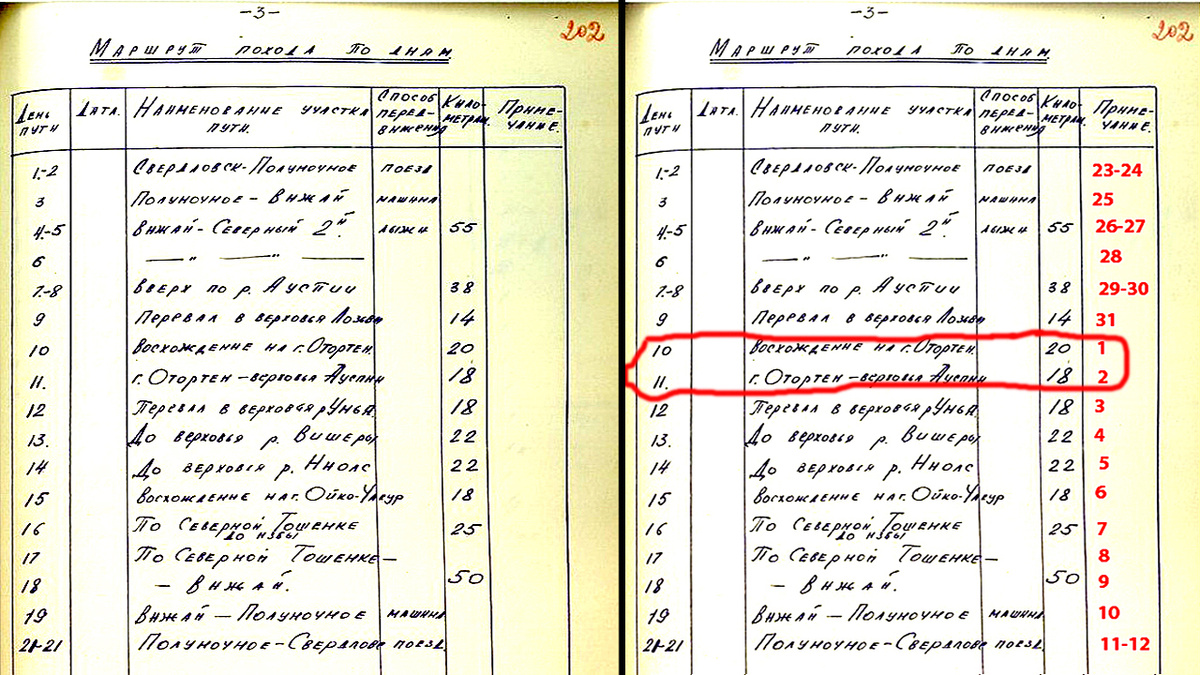 -3-
202
Маршрут похода по дням
День пути Дата. Наименование участка пути. Способ передвижения Километраж. Примечание.
1-2 Свердловск-Полуночное поезд
3 Полуночное - Вижай машина
4-5 Вижай-Северный 2й. лыжи 55
6 — " — " —
7-8 Вверх по р. Ауспии 38
9 Перевал в верховья Лозьвы 14
10 Восхождение на г. Отортен. 20
11. г. Отортен - верховья Ауспии 18
12 Перевал в верховья р. Унья. 18
13. До верховья р. Вишеры 22
14 До верховья р. Ниолс 22
15 Восхождение на г. Ойко-Чакур 18
16 По Северной Тошемке до избы 25
17 По Северной Тошемке -
18 - Вижай. 50
19 Вижай - Полуночное машина
20-21 Полуночное-Свердловс поезд.
-3-
202
Маршрут похода по дням
День пути Дата. Наименование участка пути. Способ передвижения Километраж. Примечание.
1-2 Свердловск-Полуночное поезд 23-24
3 Полуночное - Вижай машина 25
4-5 Вижай-Северный 2й. лыжи 55 26-27
6 — " — " — 28
7-8 Вверх по р. Ауспии 38 29-30
9 Перевал в верховья Лозьвы 14 31
10 Восхождение на г. Отортен. 20 1
11. г. Отортен - верховья Ауспии 18 2
12 Перевал в верховья р. Унья. 18 3
13. До верховья р. Вишеры 22 4
14 До верховья р. Ниолс 22 5
15 Восхождение на г. Ойко-Чакур 18 6
16 По Северной Тошемке до избы 25 7
17 По Северной Тошемке - 8
18 - Вижай. 50 9
19 Вижай - Полуночное машина 10
20-21 Полуночное-Свердловс поезд. 11-12